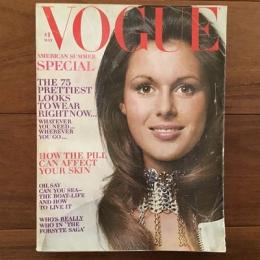 VOGUE
$1
MAY
AMERICAN SUMMER
SPECIAL
THE 75
PRETTIEST
LOOKS
TO WEAR
RIGHT NOW...
WHATEVER
YOU NEED...
WHEREVER
YOU GO...
HOW THE PILL
CAN AFFECT
YOUR SKIN
OH, SAY
CAN YOU SEA–
THE BOAT-LIFE
AND HOW
TO LIVE IT
WHO'S REALLY
WHO IN "THE
FORSYTE SAGA"